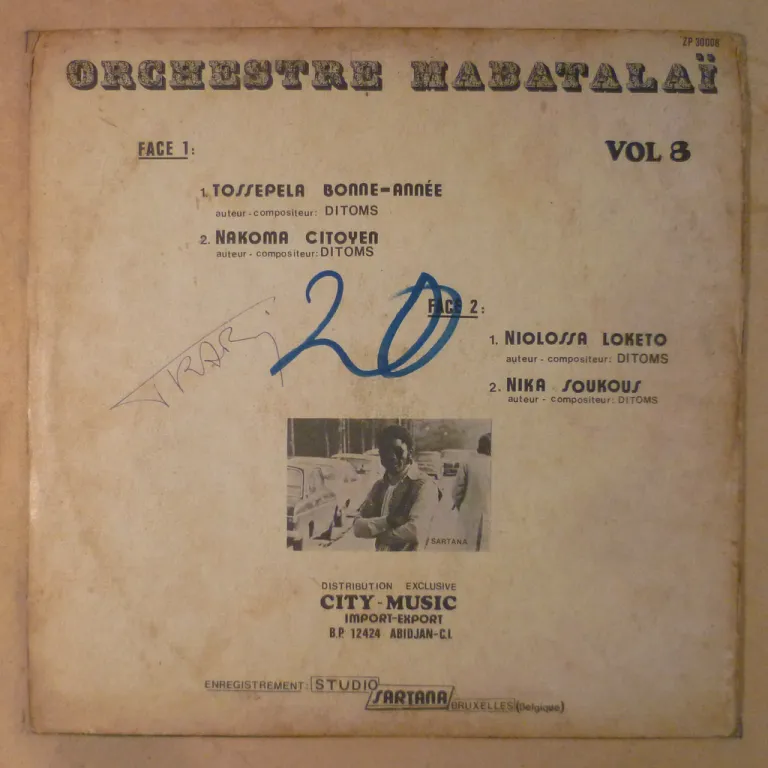 ZP 30008
ORCHESTRE MABATALAÏ
FACE 1:
VOL 8
1. TOSSEPELA BONNE-ANNÉE
auteur-compositeur: DITOMS
2. NAKOMA CITOYEN
auteur-compositeur: DITOMS
20
FACE 2:
1. NIOLOSSA LOKETO
auteur-compositeur: DITOMS
2. NIKA SOUKOUS
auteur-compositeur: DITOMS
SARTANA
DISTRIBUTION EXCLUSIVE
CITY-MUSIC
IMPORT-EXPORT
B.P. 12424 ABIDJAN-C.I.
ENREGISTREMENT: STUDIO SARTANA BRUXELLES (Belgique)